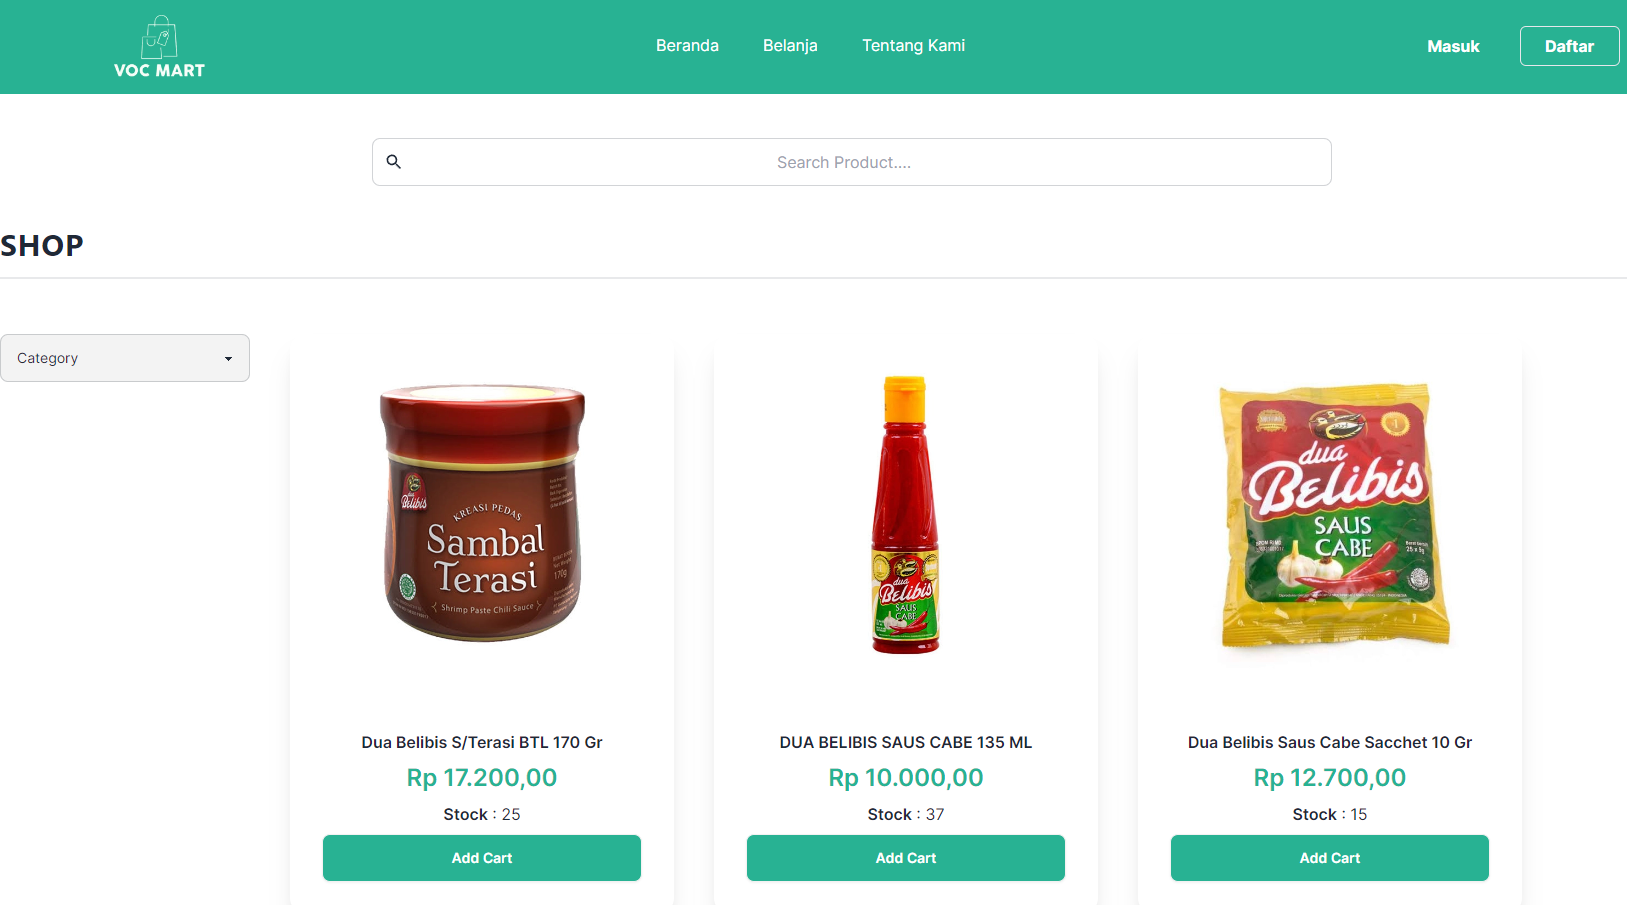 VOC MART
Beranda
Belanja
Tentang Kami
Masuk
Daftar
Search Product....
SHOP
Category
dua
Belibis
KREASI PEDAS
Sambal
Terasi
170g
Shrimp Paste Chili Sauce
dua
Belibis
SAUS
CABE
dua
Belibis
SAUS
CABE
25 x 9g
Dua Belibis S/Terasi BTL 170 Gr
Rp 17.200,00
Stock : 25
Add Cart
DUA BELIBIS SAUS CABE 135 ML
Rp 10.000,00
Stock : 37
Add Cart
Dua Belibis Saus Cabe Sacchet 10 Gr
Rp 12.700,00
Stock : 15
Add Cart